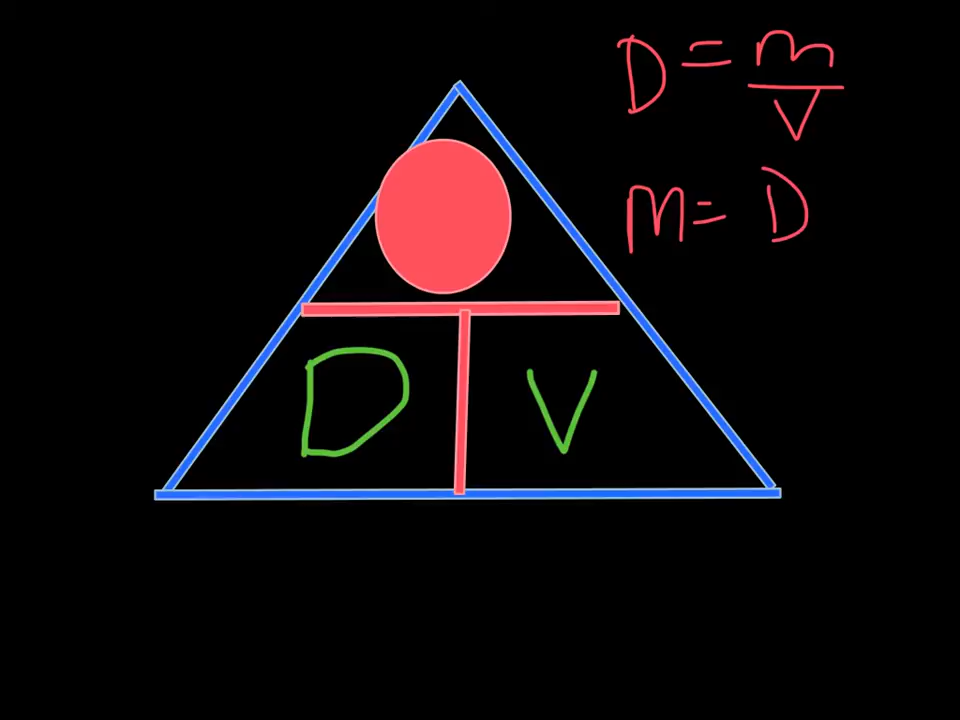 D = m/V
m = D
D V